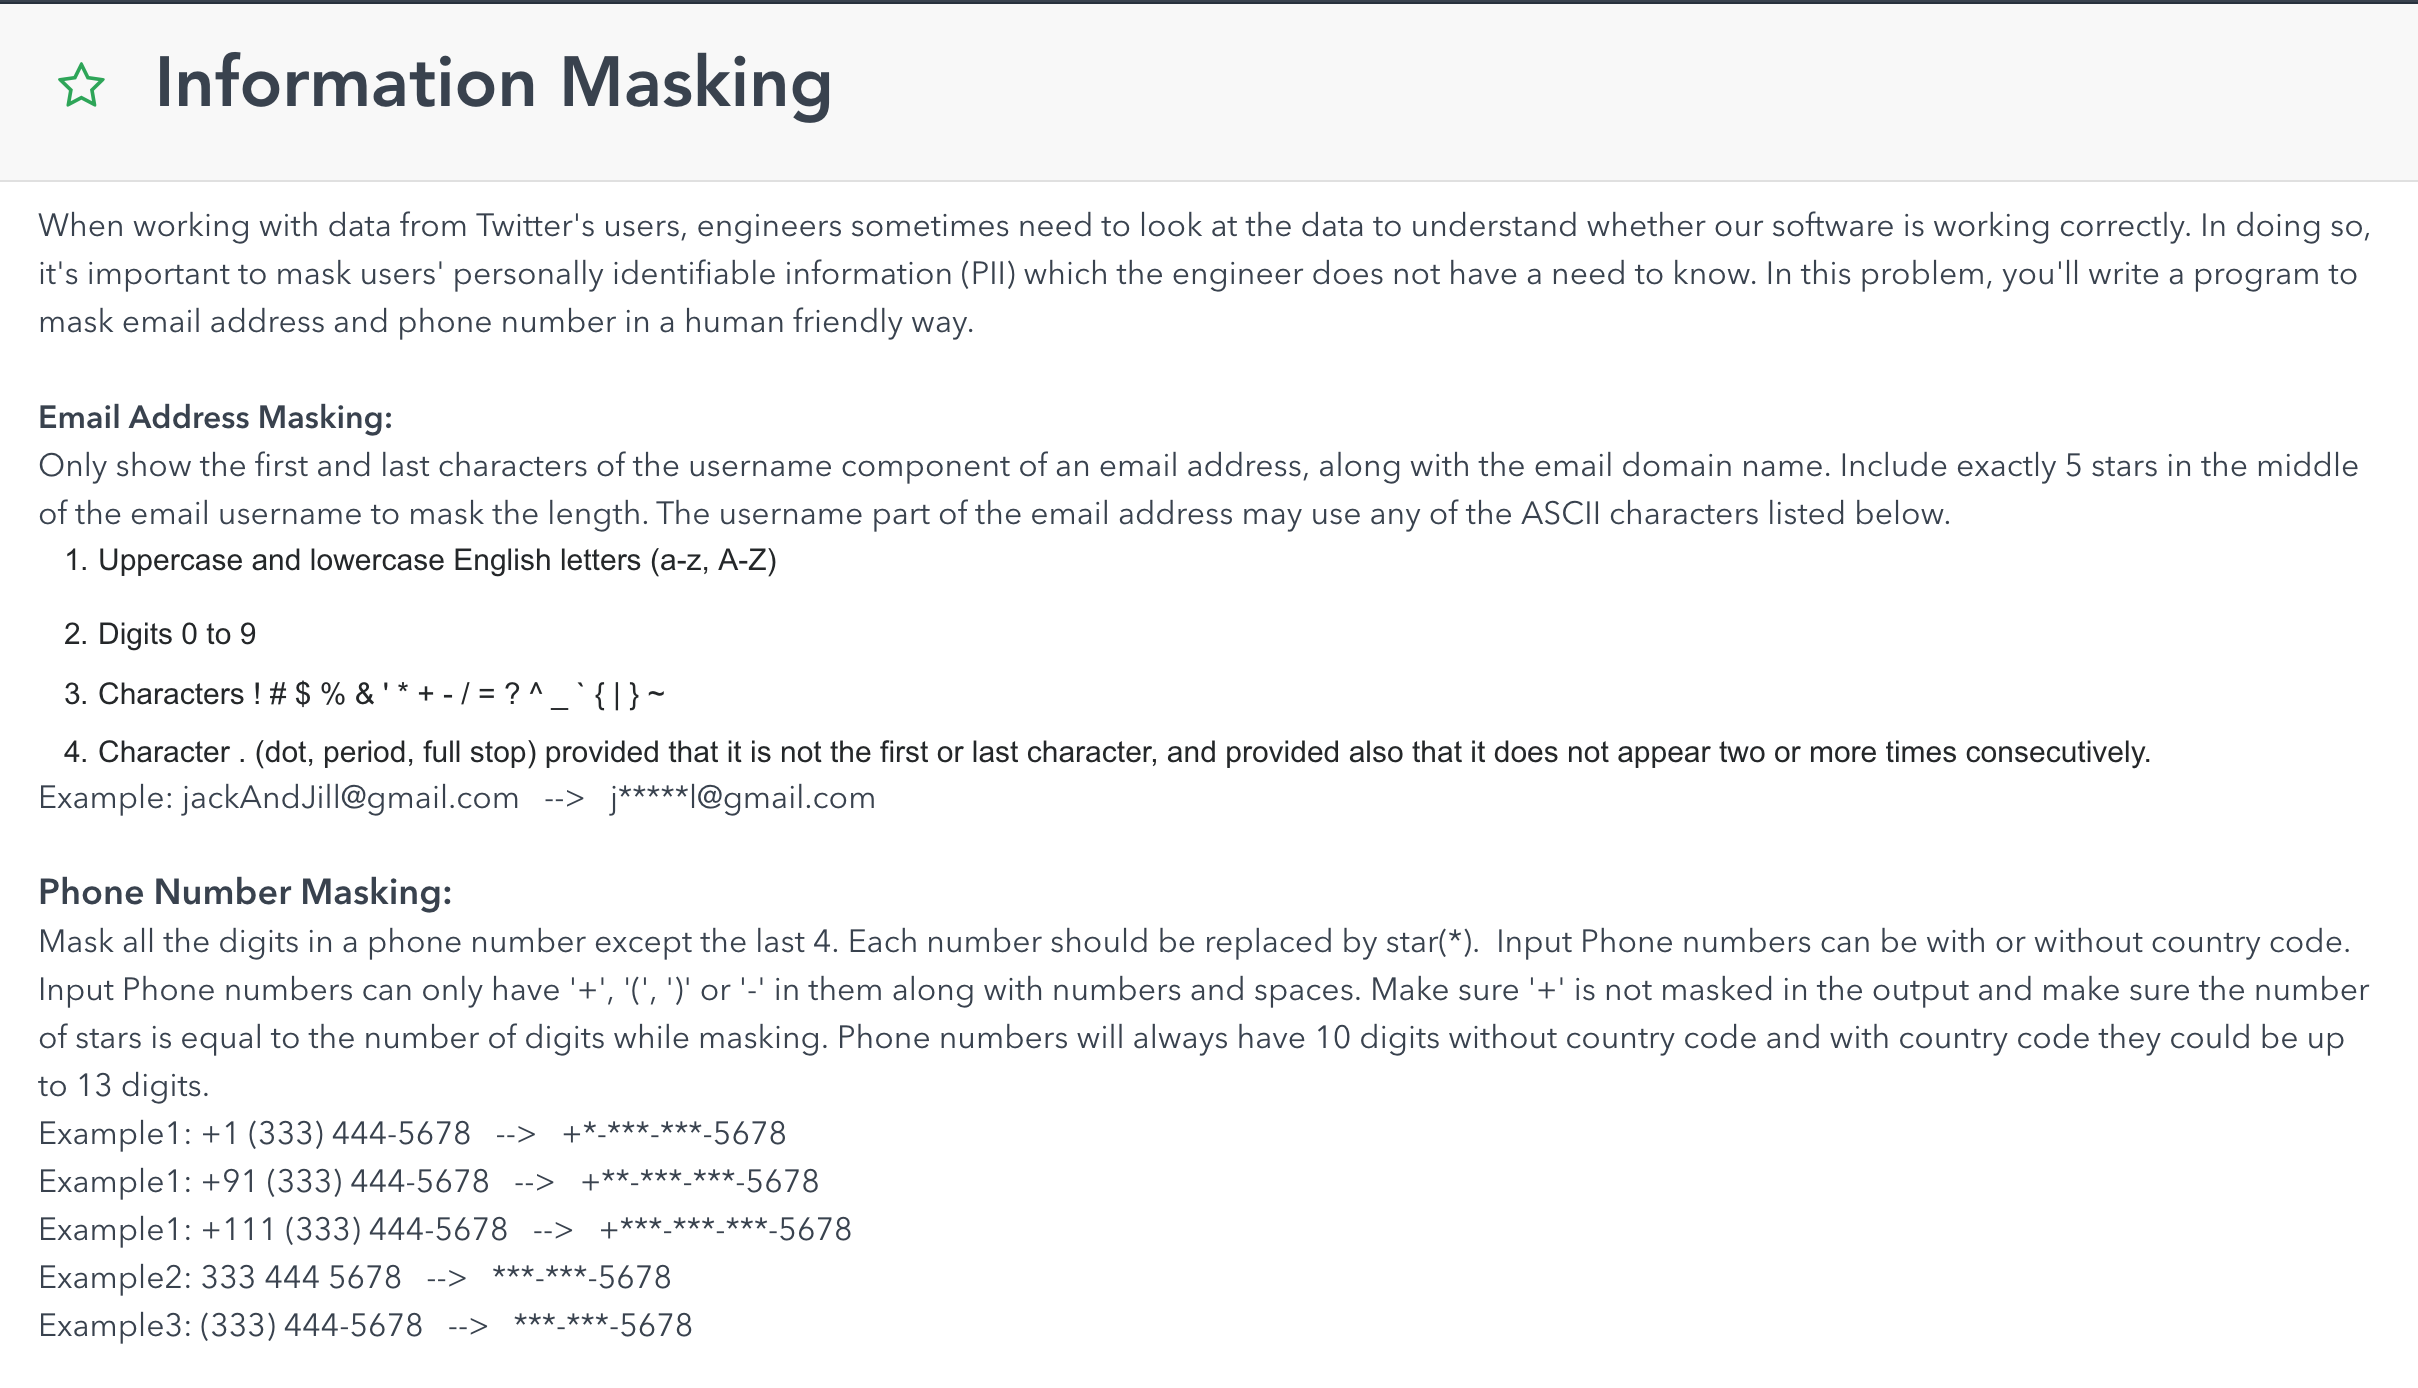 Information Masking
When working with data from Twitter's users, engineers sometimes need to look at the data to understand whether our software is working correctly. In doing so,
it's important to mask users' personally identifiable information (PII) which the engineer does not have a need to know. In this problem, you'll write a program to
mask email address and phone number in a human friendly way.
Email Address Masking:
Only show the first and last characters of the username component of an email address, along with the email domain name. Include exactly 5 stars in the middle
of the email username to mask the length. The username part of the email address may use any of the ASCII characters listed below.
1. Uppercase and lowercase English letters (a-z, A-Z)
2. Digits 0 to 9
3. Characters ! # $ % & ' * + - / = ? ^ _ ` { | } ~
4. Character . (dot, period, full stop) provided that it is not the first or last character, and provided also that it does not appear two or more times consecutively.
Example: jackAndJill@gmail.com --> j*****l@gmail.com
Phone Number Masking:
Mask all the digits in a phone number except the last 4. Each number should be replaced by star(*). Input Phone numbers can be with or without country code.
Input Phone numbers can only have '+', '(', ')' or '-' in them along with numbers and spaces. Make sure '+' is not masked in the output and make sure the number
of stars is equal to the number of digits while masking. Phone numbers will always have 10 digits without country code and with country code they could be up
to 13 digits.
Example1: +1 (333) 444-5678 --> +*-***-***-5678
Example1: +91 (333) 444-5678 --> +**-***-***-5678
Example1: +111 (333) 444-5678 --> +***-***-***-5678
Example2: 333 444 5678 --> ***-***-5678
Example3: (333) 444-5678 --> ***-***-5678